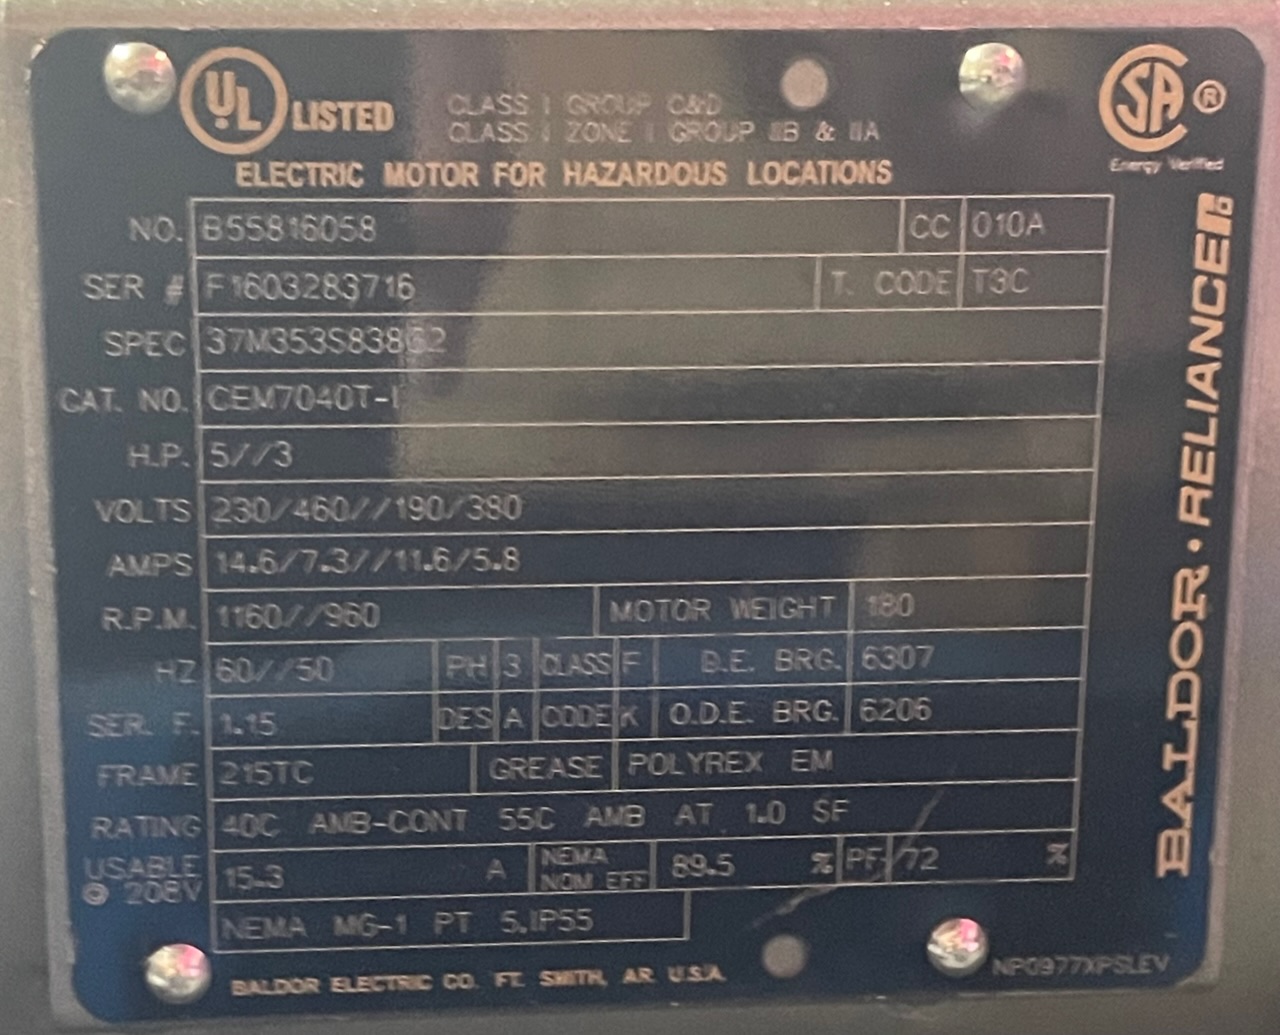 UL LISTED
CLASS I GROUP C&D
CLASS I ZONE I GROUP IIB & IIA
CSA ®
Energy Verified
ELECTRIC MOTOR FOR HAZARDOUS LOCATIONS
NO. B55816058 CC 010A
SER # F1603283716 T. CODE T3C
SPEC 37M353S838G2
CAT. NO. CEM7040T-I
H.P. 5//3
VOLTS 230/460//190/380
AMPS 14.6/7.3//11.6/5.8
R.P.M. 1160//960 MOTOR WEIGHT 180
HZ 60//50 PH 3 CLASS F D.E. BRG. 6307
SER. F. 1.15 DES A CODE K O.D.E. BRG. 6206
FRAME 215TC GREASE POLYREX EM
RATING 40C AMB-CONT 55C AMB AT 1.0 SF
USABLE @ 208V 15.3 A NEMA NOM EFF 89.5 % PF 72 %
NEMA MG-1 PT 5.IP55
BALDOR ELECTRIC CO. FT. SMITH, AR U.S.A.
NP0977XPSLEV
BALDOR · RELIANCE